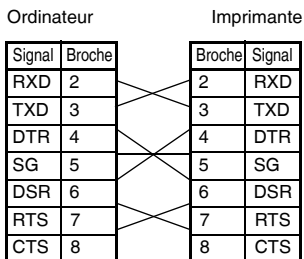 Ordinateur Imprimante
Signal Broche Broche Signal
RXD 2 2 RXD
TXD 3 3 TXD
DTR 4 4 DTR
SG 5 5 SG
DSR 6 6 DSR
RTS 7 7 RTS
CTS 8 8 CTS